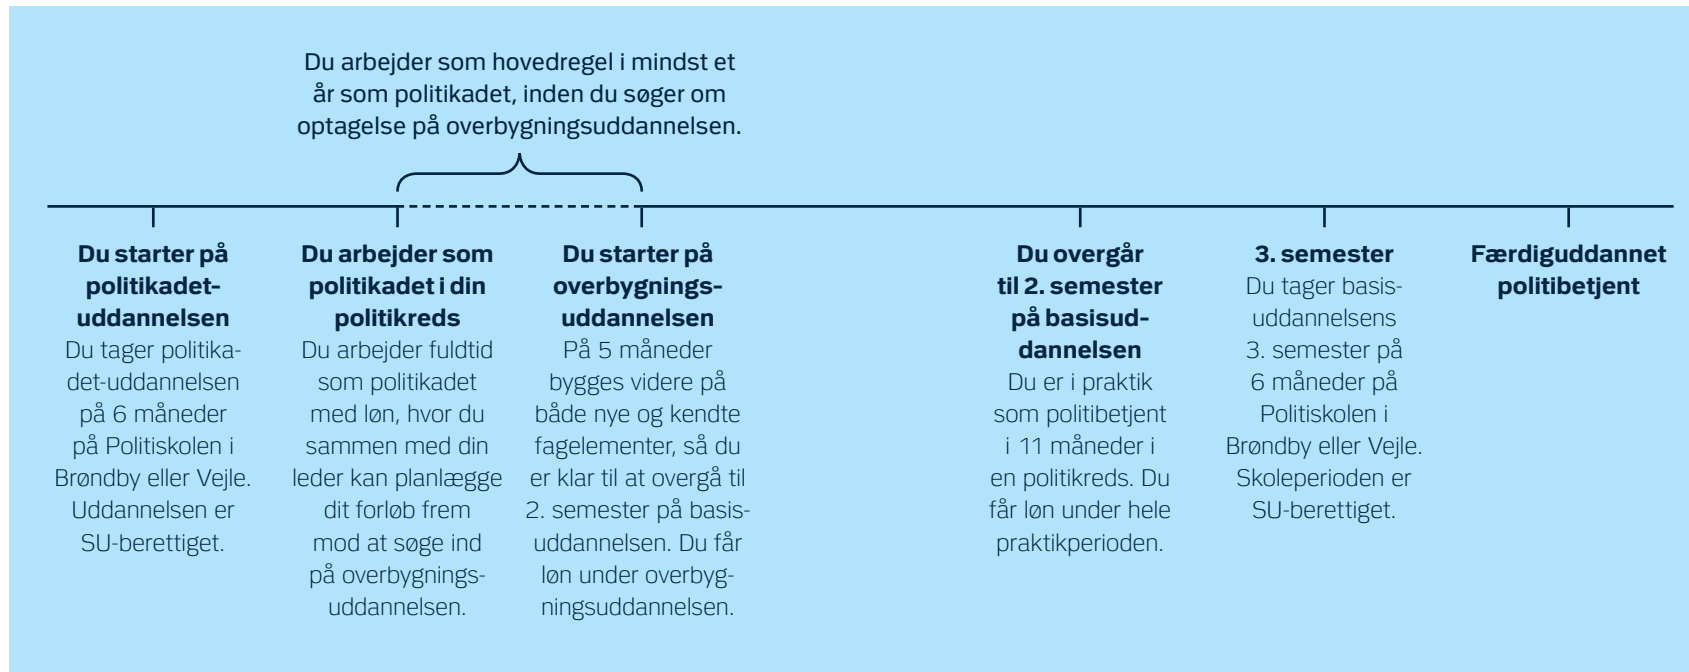 Du arbejder som hovedregel i mindst et
år som politikadet, inden du søger om
optagelse på overbygningsuddannelsen.
Du starter på
politikadet-
uddannelsen
Du tager politika-
det-uddannelsen
på 6 måneder
på Politiskolen i
Brøndby eller Vejle.
Uddannelsen er
SU-berettiget.
Du arbejder som
politikadet i din
politikreds
Du arbejder fuldtid
som politikadet
med løn, hvor du
sammen med din
leder kan planlægge
dit forløb frem
mod at søge ind
på overbygnings-
uddannelsen.
Du starter på
overbygnings-
uddannelsen
På 5 måneder
bygges videre på
både nye og kendte
fagelementer, så du
er klar til at overgå til
2. semester på basis-
uddannelsen. Du får
løn under overbyg-
ningsuddannelsen.
Du overgår
til 2. semester
på basisud-
dannelsen
Du er i praktik
som politibetjent
i 11 måneder i
en politikreds. Du
får løn under hele
praktikperioden.
3. semester
Du tager basis-
uddannelsens
3. semester på
6 måneder på
Politiskolen i
Brøndby eller Vejle.
Skoleperioden er
SU-berettiget.
Færdiguddannet
politibetjent